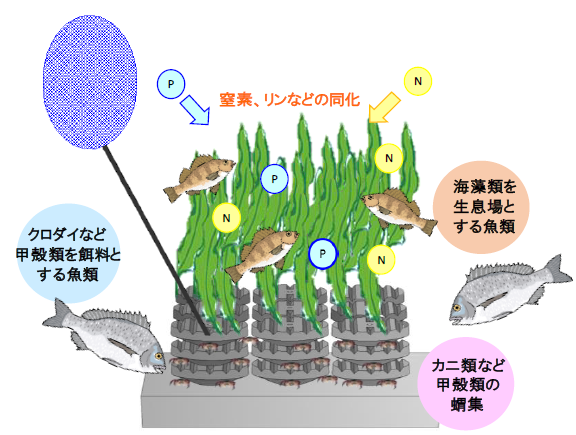 P
N
窒素、リンなどの同化
N
P
海藻類を
生息場と
する魚類
N
クロダイなど
甲殻類を餌料と
する魚類
P
N
カニ類など
甲殻類の
蝟集